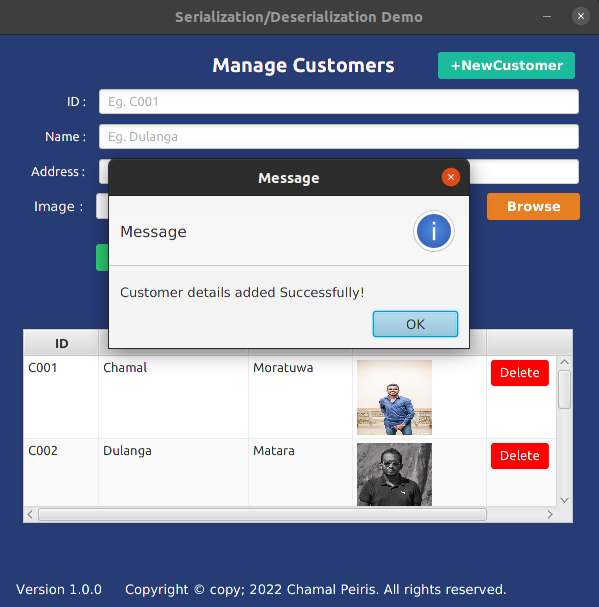 Serialization/Deserialization Demo
Manage Customers
+NewCustomer
ID :
Eg. C001
Name :
Eg. Dulanga
Address :
Image :
Browse
Message
Message
i
Customer details added Successfully!
OK
ID
C001
Chamal
Moratuwa
Delete
C002
Dulanga
Matara
Delete
Version 1.0.0
Copyright © copy; 2022 Chamal Peiris. All rights reserved.